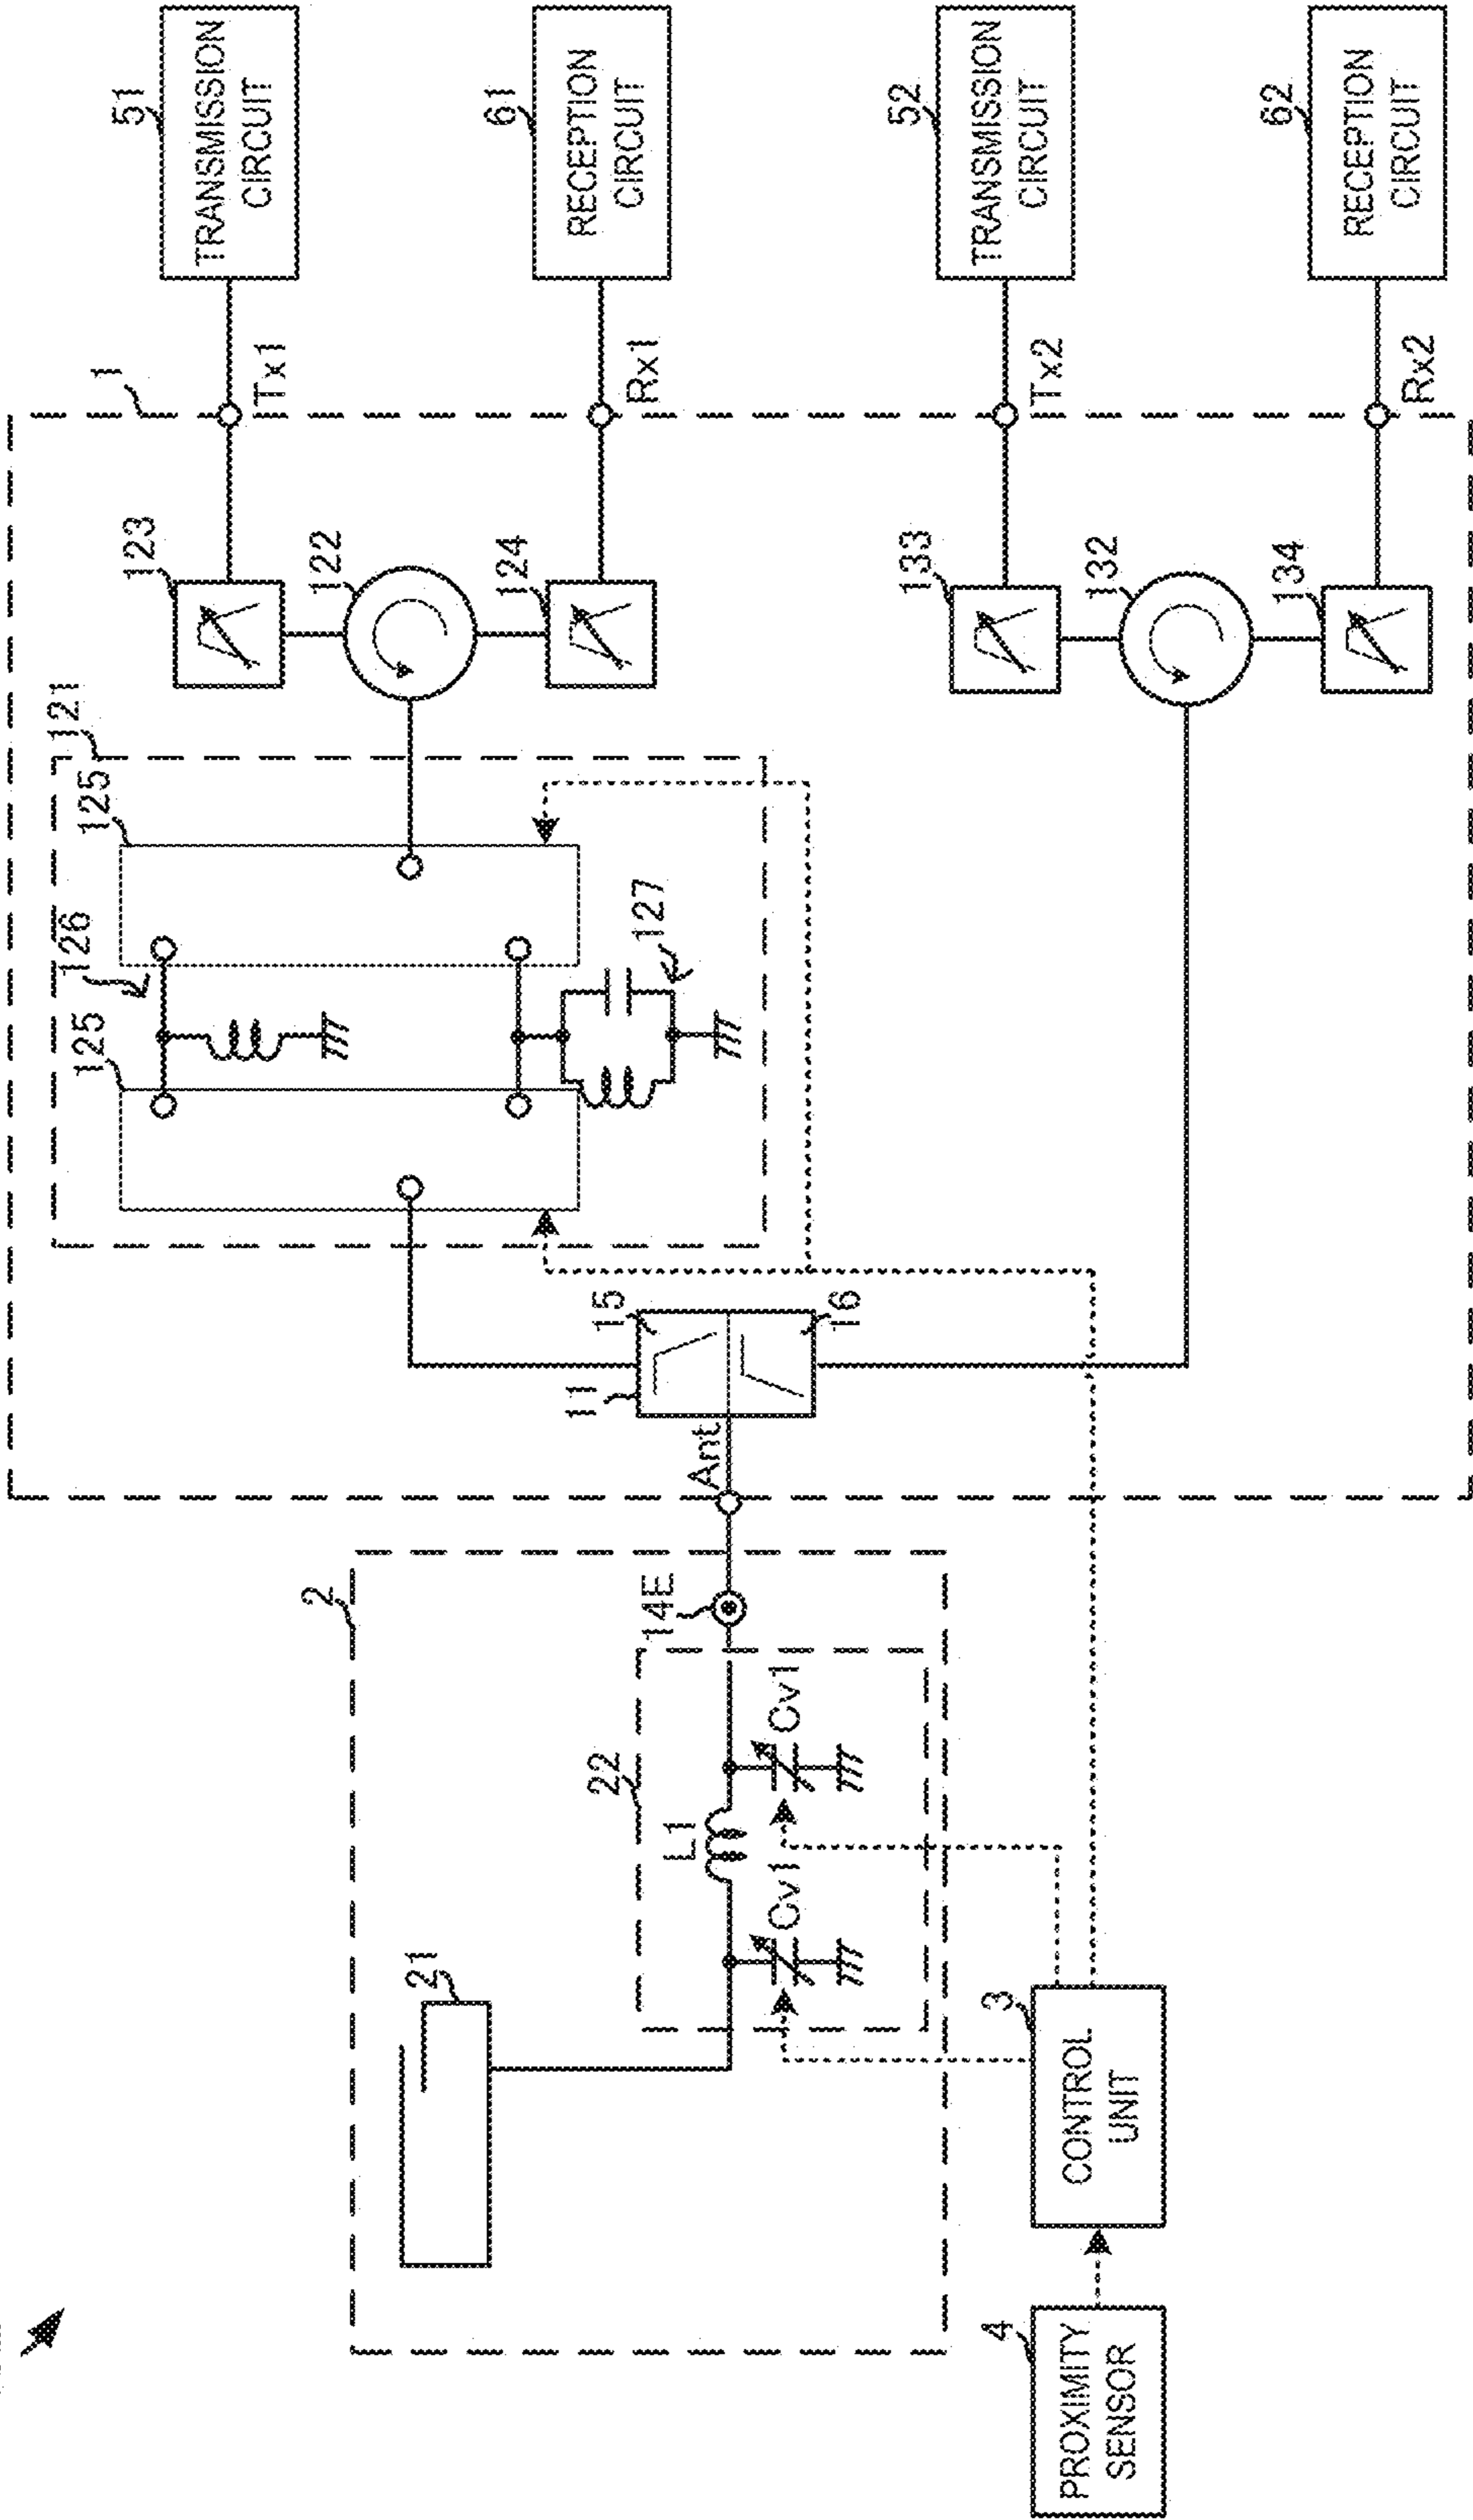 1
51
TRANSMISSION
CIRCUIT
Tx1
123
122
61
RECEPTION
CIRCUIT
Rx1
124
121
125
126
125
127
52
TRANSMISSION
CIRCUIT
Tx2
133
132
62
RECEPTION
CIRCUIT
Rx2
134
15
11
16
Ant
2
14E
22
L1
Cv1
Cv1
21
3
CONTROL
UNIT
4
PROXIMITY
SENSOR